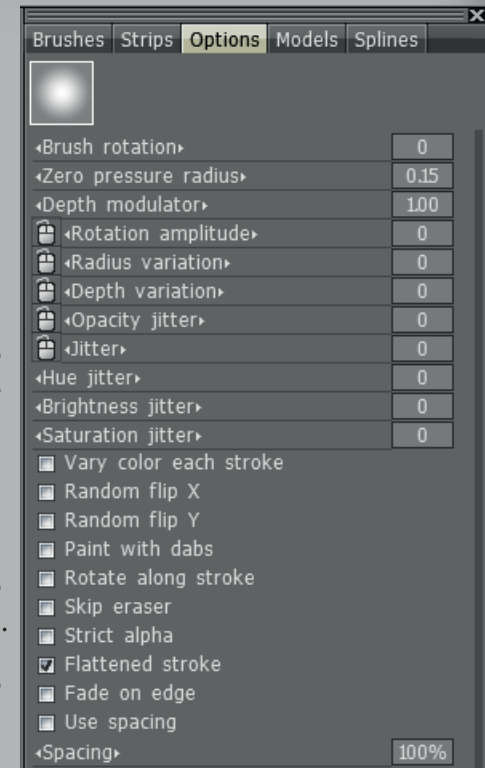 Brushes Strips Options Models Splines
Brush rotation 0
Zero pressure radius 0.15
Depth modulator 1.00
Rotation amplitude 0
Radius variation 0
Depth variation 0
Opacity jitter 0
Jitter 0
Hue jitter 0
Brightness jitter 0
Saturation jitter 0
Vary color each stroke
Random flip X
Random flip Y
Paint with dabs
Rotate along stroke
Skip eraser
Strict alpha
Flattened stroke
Fade on edge
Use spacing
Spacing 100%